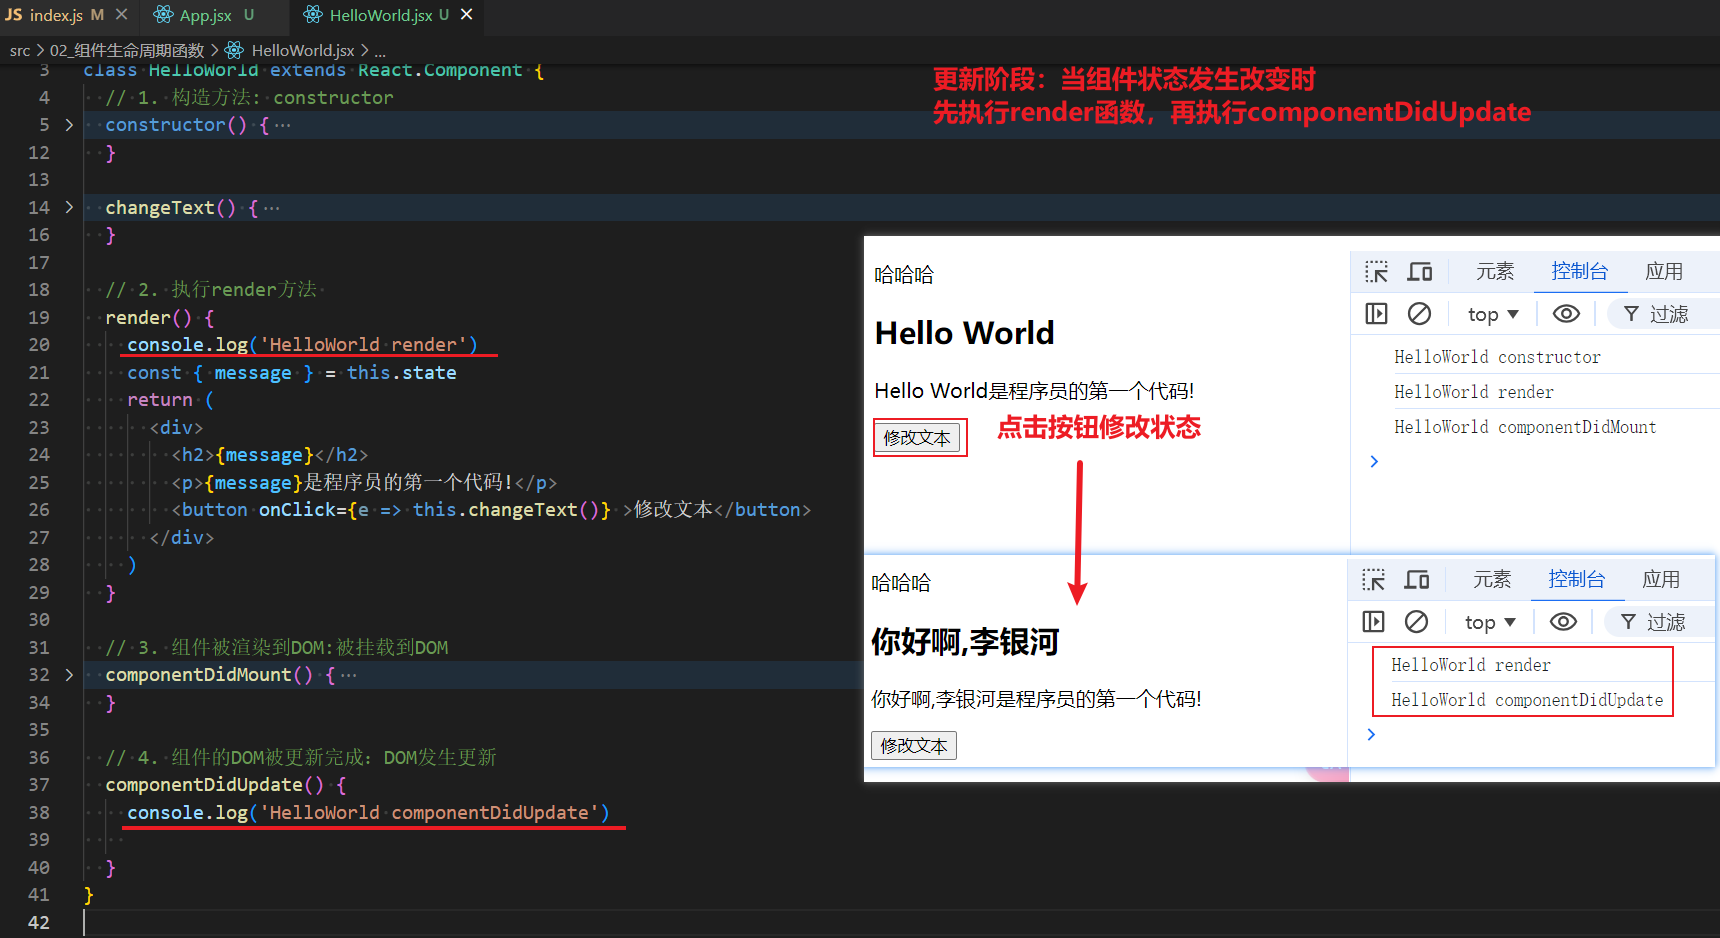 JS index.js M ×
App.jsx U
HelloWorld.jsx U ×
src > 02_组件生命周期函数 > HelloWorld.jsx > ...
3 class HelloWorld extends React.Component {
4 // 1. 构造方法: constructor
5 > constructor() { ···
12 }
13
14 > changeText() { ···
16 }
17
18 // 2. 执行render方法
19 render() {
20 console.log('HelloWorld render')
21 const { message } = this.state
22 return (
23 <div>
24 <h2>{message}</h2>
25 <p>{message}是程序员的第一个代码!</p>
26 <button onClick={e => this.changeText()} >修改文本</button>
27 </div>
28 )
29 }
30
31 // 3. 组件被渲染到DOM:被挂载到DOM
32 > componentDidMount() { ···
34 }
35
36 // 4. 组件的DOM被更新完成: DOM发生更新
37 componentDidUpdate() {
38 console.log('HelloWorld componentDidUpdate')
39
40 }
41 }
42
更新阶段：当组件状态发生改变时
先执行render函数，再执行componentDidUpdate
哈哈哈
Hello World
Hello World是程序员的第一个代码!
修改文本
点击按钮修改状态
元素 控制台 应用
top ▼ 过滤
HelloWorld constructor
HelloWorld render
HelloWorld componentDidMount
>
哈哈哈
你好啊,李银河
你好啊,李银河是程序员的第一个代码!
修改文本
元素 控制台 应用
top ▼ 过滤
HelloWorld render
HelloWorld componentDidUpdate
>